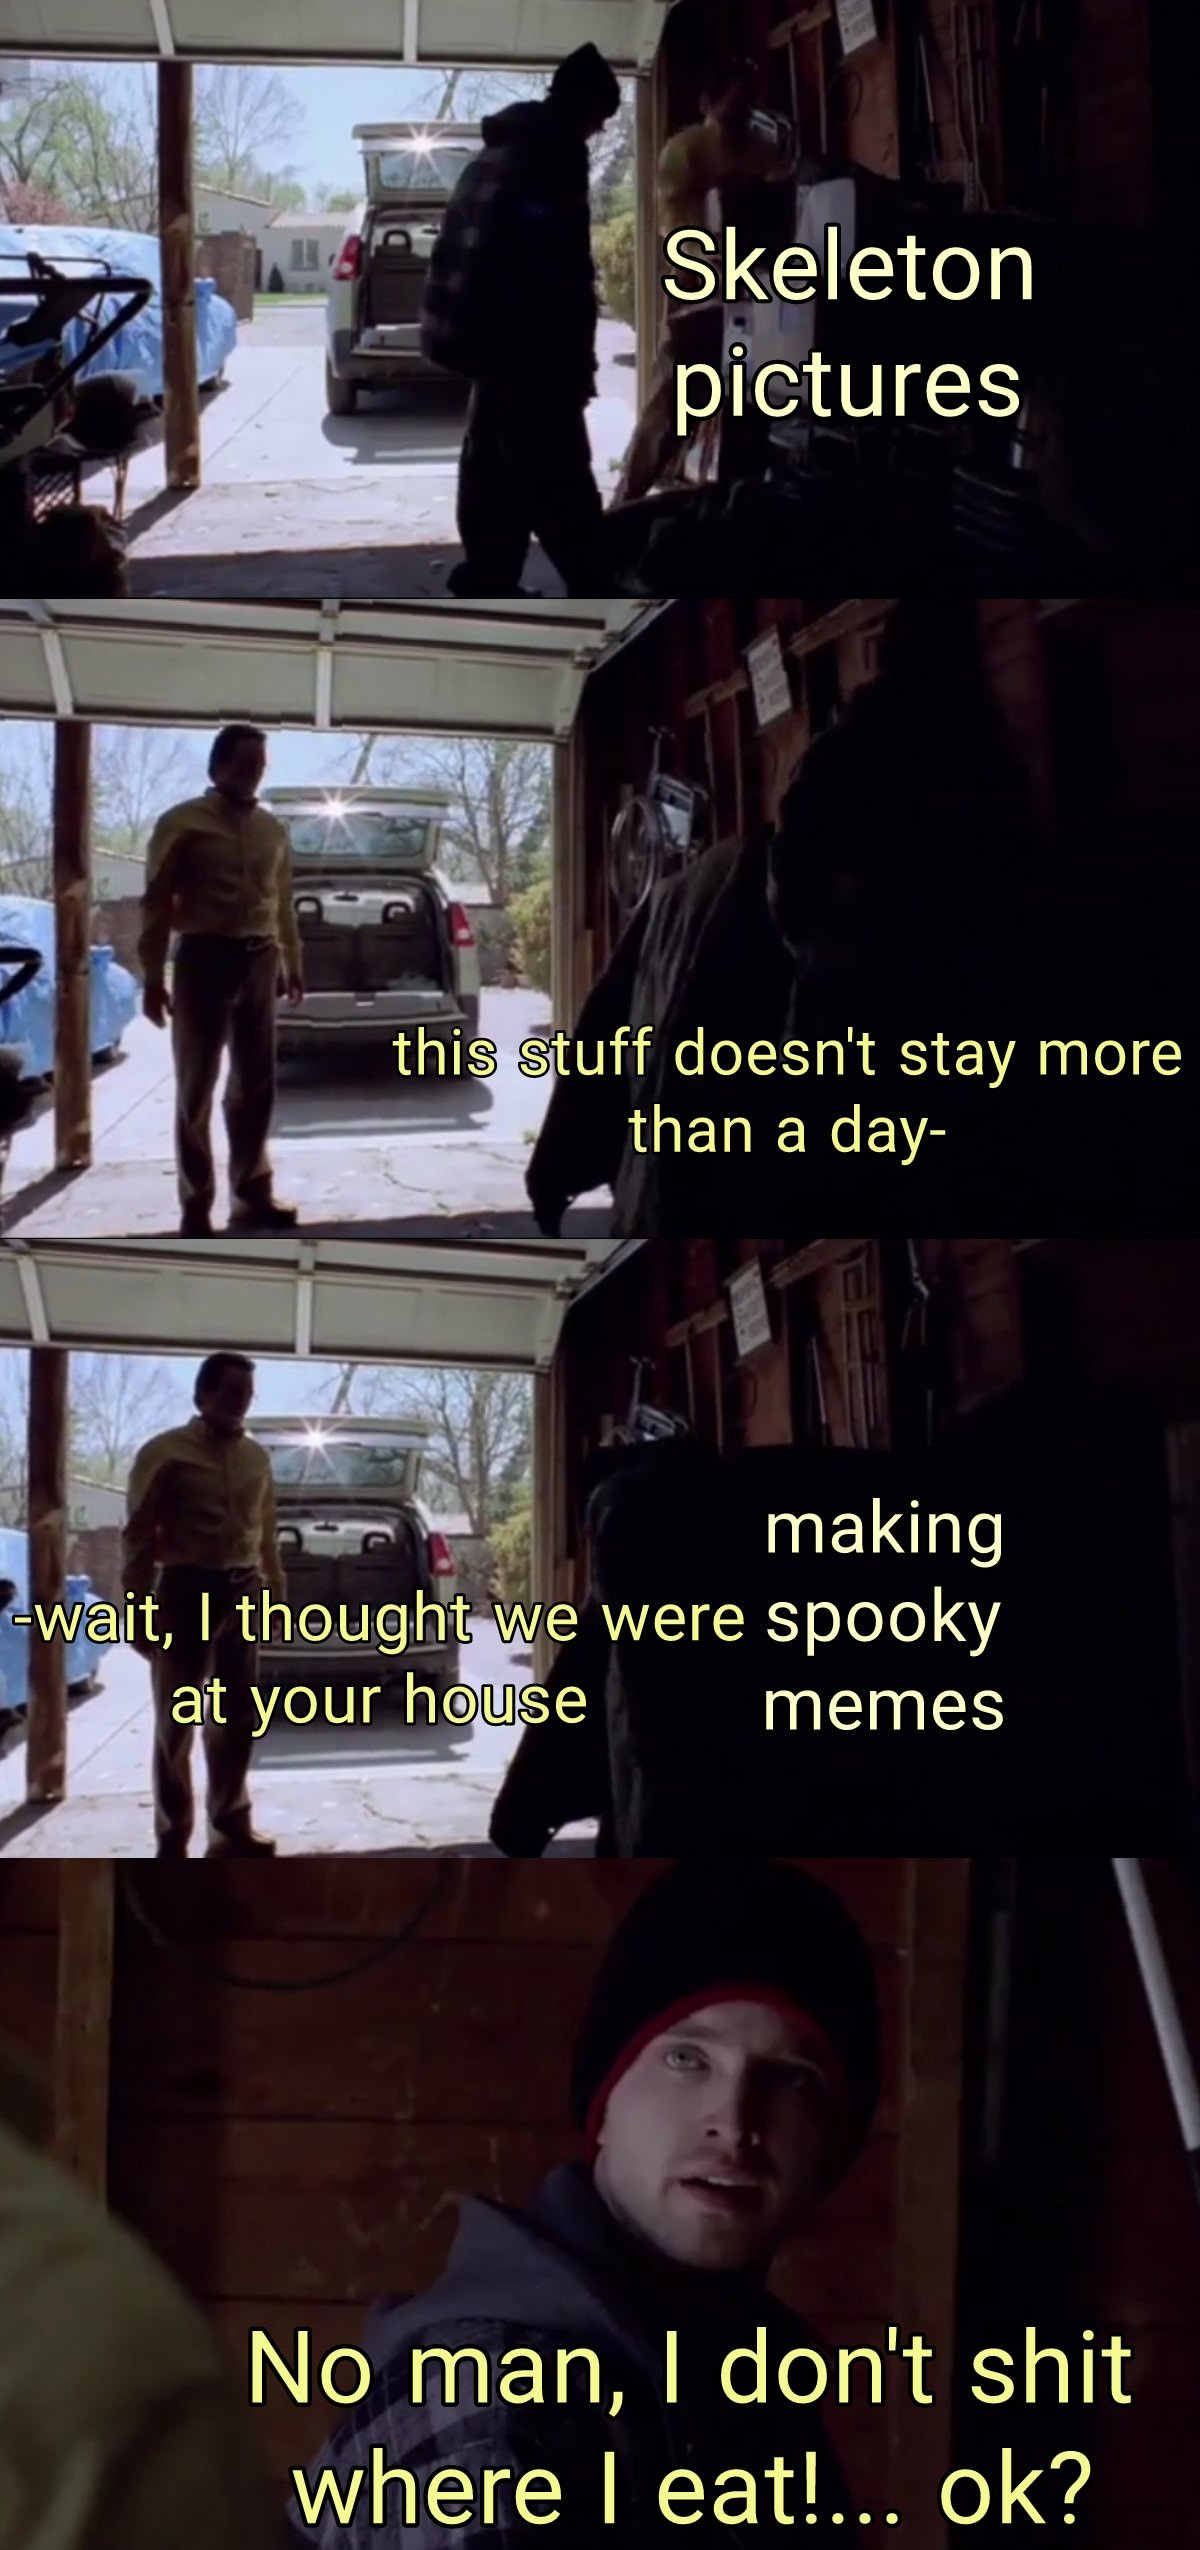 Skeleton
pictures
this stuff doesn't stay more
than a day-
-wait, I thought we were
at your house
making
spooky
memes
No man, I don't shit
where I eat!... ok?